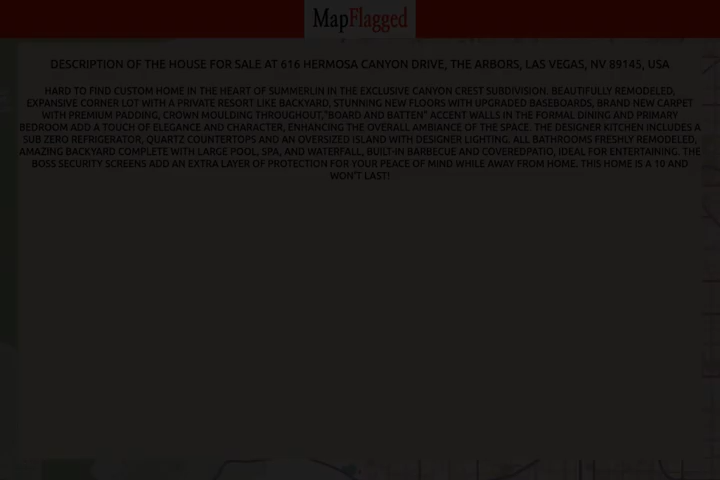 MapFlagged
DESCRIPTION OF THE HOUSE FOR SALE AT 616 HERMOSA CANYON DRIVE, THE ARBORS, LAS VEGAS, NV 89145, USA
HARD TO FIND CUSTOM HOME IN THE HEART OF SUMMERLIN IN THE EXCLUSIVE CANYON CREST SUBDIVISION. BEAUTIFULLY REMODELED,
EXPANSIVE CORNER LOT WITH A PRIVATE RESORT LIKE BACKYARD, STUNNING NEW FLOORS WITH UPGRADED BASEBOARDS, BRAND NEW CARPET
WITH PREMIUM PADDING, CROWN MOULDING THROUGHOUT,"BOARD AND BATTEN" ACCENT WALLS IN THE FORMAL DINING AND PRIMARY
BEDROOM ADD A TOUCH OF ELEGANCE AND CHARACTER, ENHANCING THE OVERALL AMBIANCE OF THE SPACE. THE DESIGNER KITCHEN INCLUDES A
SUB ZERO REFRIGERATOR, QUARTZ COUNTERTOPS AND AN OVERSIZED ISLAND WITH DESIGNER LIGHTING. ALL BATHROOMS FRESHLY REMODELED,
AMAZING BACKYARD COMPLETE WITH LARGE POOL, SPA, AND WATERFALL, BUILT-IN BARBECUE AND COVEREDPATIO, IDEAL FOR ENTERTAINING. THE
BOSS SECURITY SCREENS ADD AN EXTRA LAYER OF PROTECTION FOR YOUR PEACE OF MIND WHILE AWAY FROM HOME. THIS HOME IS A 10 AND
WON'T LAST!